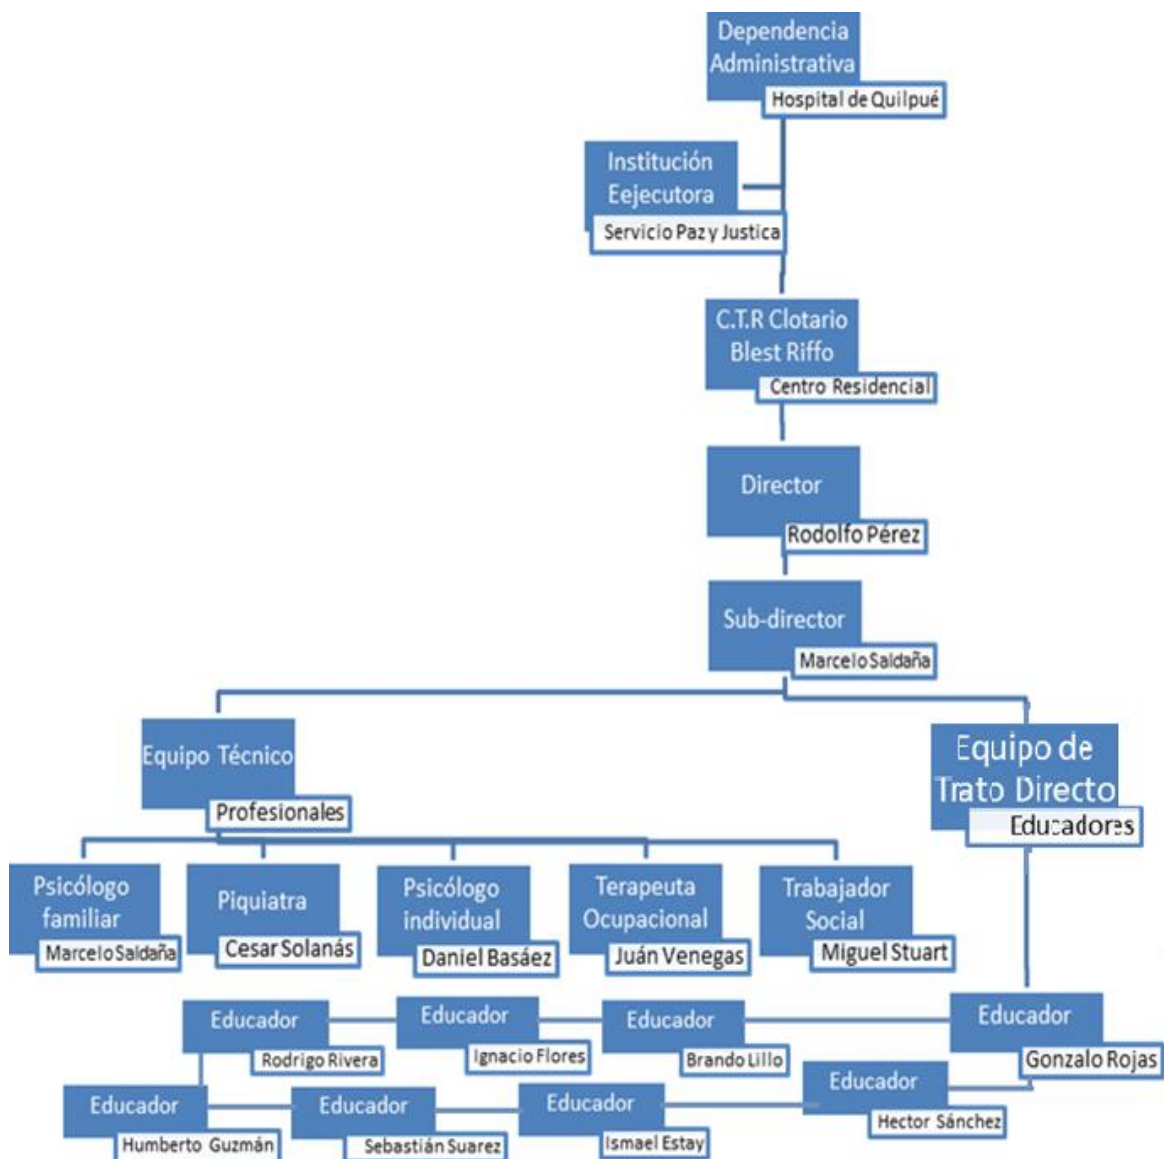 Dependencia
Administrativa
Hospital de Quilpué
Institución
Eejecutora
Servicio Paz y Justica
C.T.R Clotario
Blest Riffo
Centro Residencial
Director
Rodolfo Pérez
Sub-director
Marcelo Saldaña
Equipo Técnico
Profesionales
Equipo de
Trato Directo
Educadores
Psicólogo
familiar
Marcelo Saldaña
Piquiatra
Cesar Solanás
Psicólogo
individual
Daniel Basáez
Terapeuta
Ocupacional
Juán Venegas
Trabajador
Social
Miguel Stuart
Educador
Rodrigo Rivera
Educador
Ignacio Flores
Educador
Brando Lillo
Educador
Gonzalo Rojas
Educador
Humberto Guzmán
Educador
Sebastián Suarez
Educador
Ismael Estay
Educador
Hector Sánchez